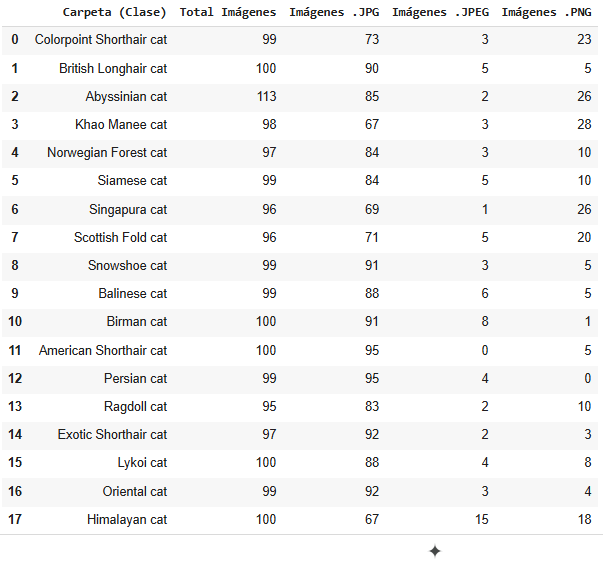 Carpeta (Clase) Total Imágenes Imágenes .JPG Imágenes .JPEG Imágenes .PNG
0 Colorpoint Shorthair cat 99 73 3 23
1 British Longhair cat 100 90 5 5
2 Abyssinian cat 113 85 2 26
3 Khao Manee cat 98 67 3 28
4 Norwegian Forest cat 97 84 3 10
5 Siamese cat 99 84 5 10
6 Singapura cat 96 69 1 26
7 Scottish Fold cat 96 71 5 20
8 Snowshoe cat 99 91 3 5
9 Balinese cat 99 88 6 5
10 Birman cat 100 91 8 1
11 American Shorthair cat 100 95 0 5
12 Persian cat 99 95 4 0
13 Ragdoll cat 95 83 2 10
14 Exotic Shorthair cat 97 92 2 3
15 Lykoi cat 100 88 4 8
16 Oriental cat 99 92 3 4
17 Himalayan cat 100 67 15 18